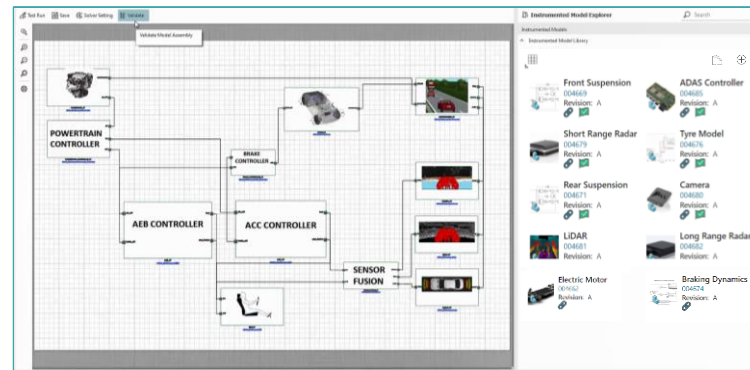 Test Run Save Solver Setting Validate
Validate Model Assembly
POWERTRAIN
CONTROLLER
BRAKE
CONTROLLER
AEB CONTROLLER
ACC CONTROLLER
SENSOR
FUSION
Instrumented Model Explorer
Search
Instrumented Models
Instrumented Model Library
Front Suspension
004669
Revision: A
ADAS Controller
004685
Revision: A
Short Range Radar
004679
Revision: A
Tyre Model
004676
Revision: A
Rear Suspension
004671
Revision: A
Camera
004680
Revision: A
LiDAR
004681
Revision: A
Long Range Radar
004682
Revision: A
Electric Motor
004662
Revision: A
Braking Dynamics
004674
Revision: A